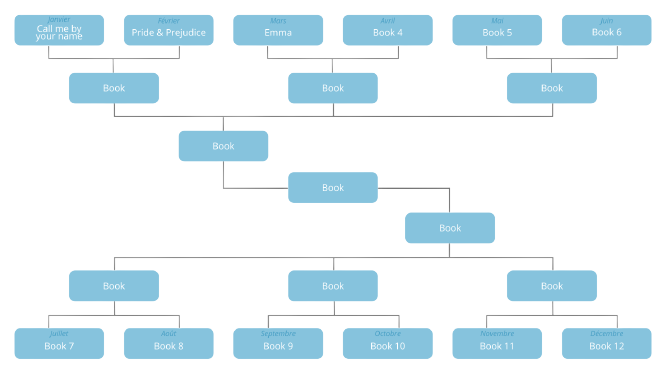 Janvier
Call me by
your name
Février
Pride & Prejudice
Mars
Emma
Avril
Book 4
Mai
Book 5
Juin
Book 6
Book
Book
Book
Book
Book
Book
Book
Book
Book
Juillet
Book 7
Août
Book 8
Septembre
Book 9
Octobre
Book 10
Novembre
Book 11
Décembre
Book 12